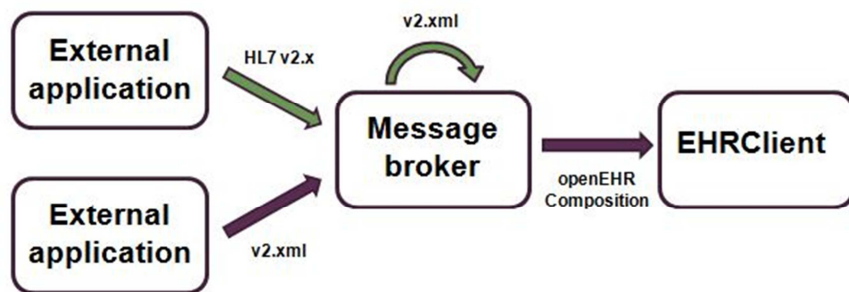 External
application
HL7 v2.x
v2.xml
Message
broker
EHRClient
openEHR
Composition
External
application
v2.xml